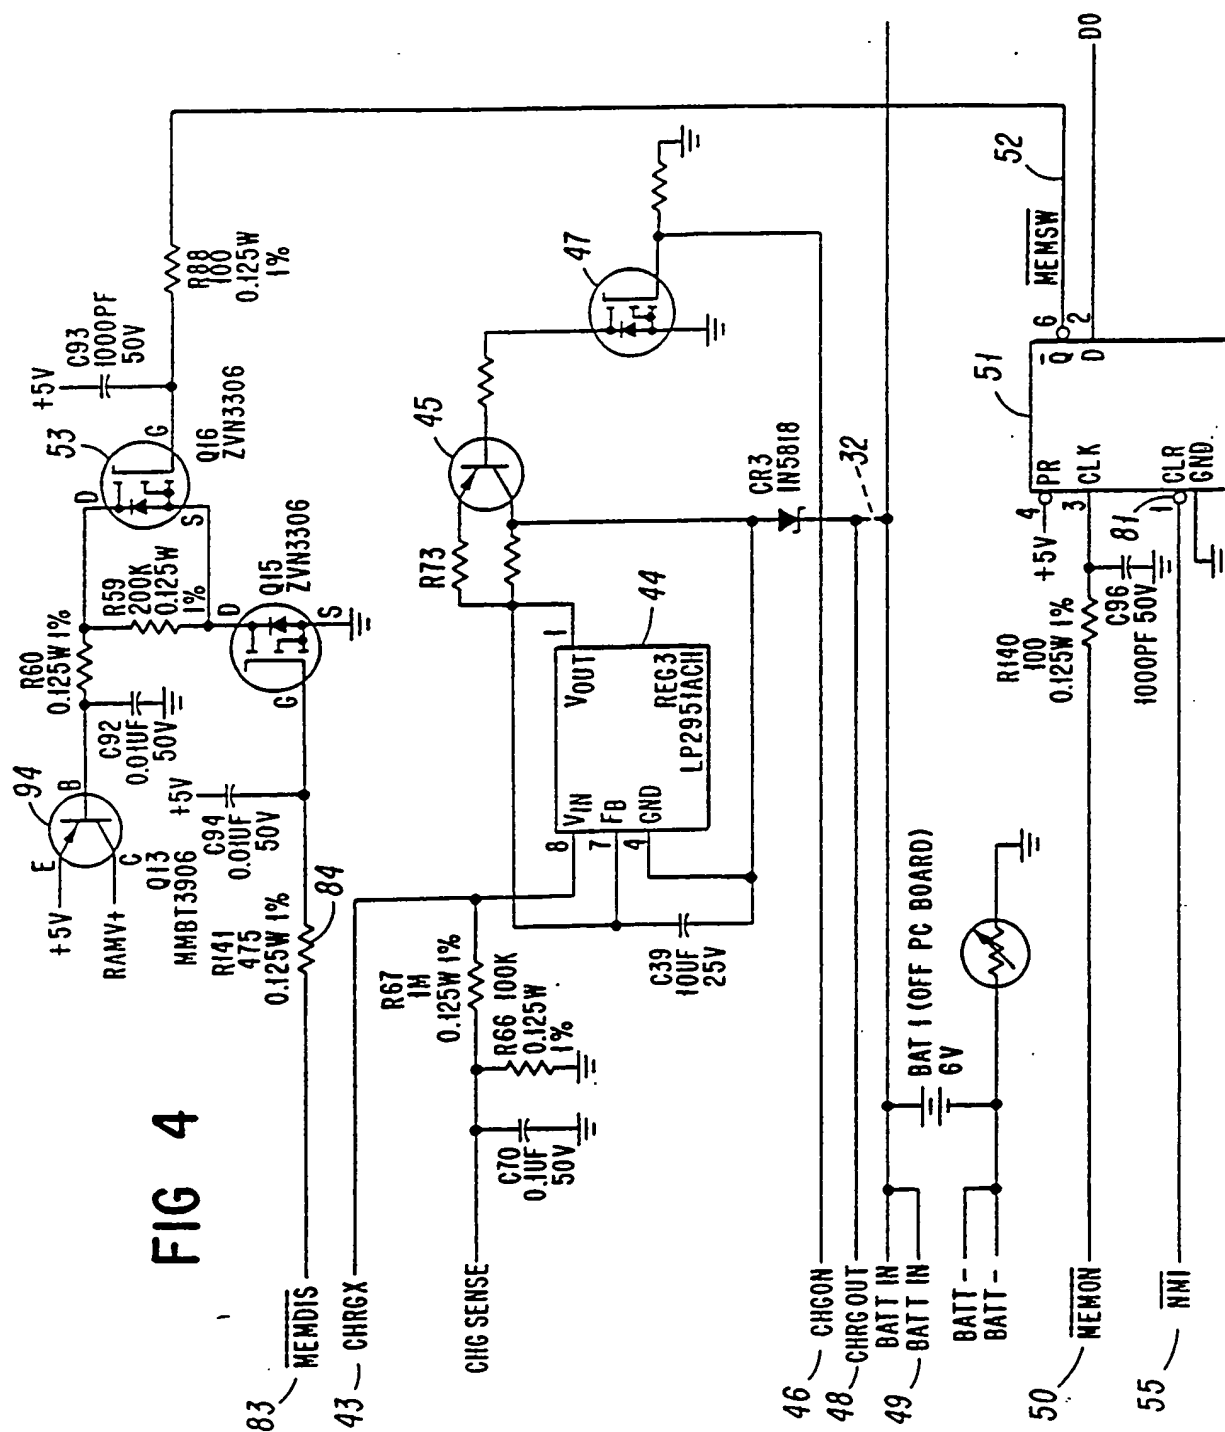 FIG 4
+5V
C93
1000PF
50V
R88
100
0.125W
1%
53
D
G
S
Q16
ZVN3306
R60
0.125W 1%
R59
200K
0.125W
1%
94
E
B
C
+5V
RAMV+
Q13
MMBT3906
C92
0.01UF
50V
D
Q15
ZVN3306
G
S
+5V
C94
0.01UF
50V
R141
475
0.125W 1%
84
83
MEMDIS
43
CHRGX
CHG SENSE
R67
1M
0.125W 1%
R66 100K
0.125W
1%
C70
0.1UF
50V
R73
45
47
44
1
VOUT
REG3
LP2951ACH
VIN
FB
GND
8
7
4
C39
10UF
25V
CR3
1N5818
32
46
CHGON
48
CHRG OUT
BATT IN
49
BATT IN
BATT-
BATT-
BAT 1 (OFF PC BOARD)
6V
50
MEMON
55
NMI
R140
100
0.125W 1%
C96
1000PF 50V
+5V
4
PR
3
CLK
81
1
CLR
GND
51
Q
D
6
2
MEMSW
52
D0